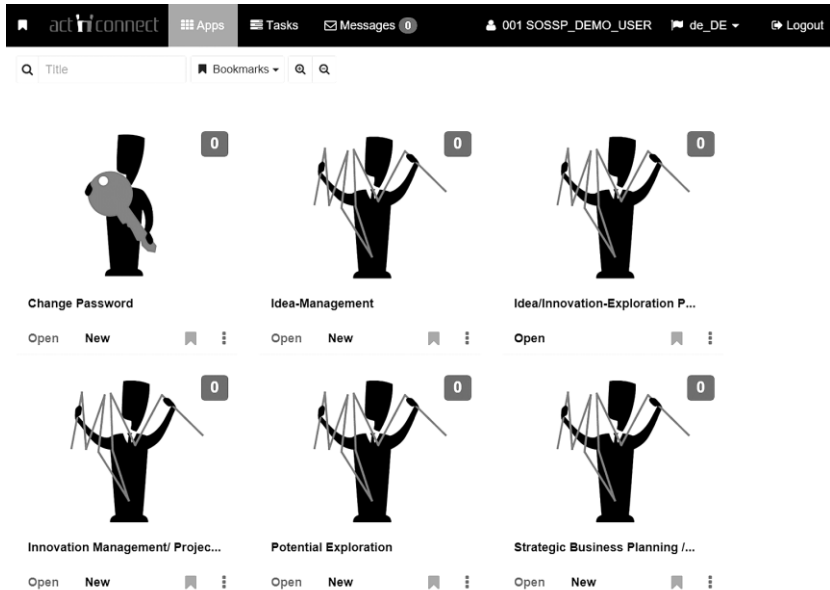 act'n'connect Apps Tasks Messages 0 001 SOSSP_DEMO_USER de_DE Logout
Title Bookmarks
0 0 0
Change Password Idea-Management Idea/Innovation-Exploration P...
Open New Open New Open
0 0 0
Innovation Management/ Projec... Potential Exploration Strategic Business Planning /...
Open New Open New Open New